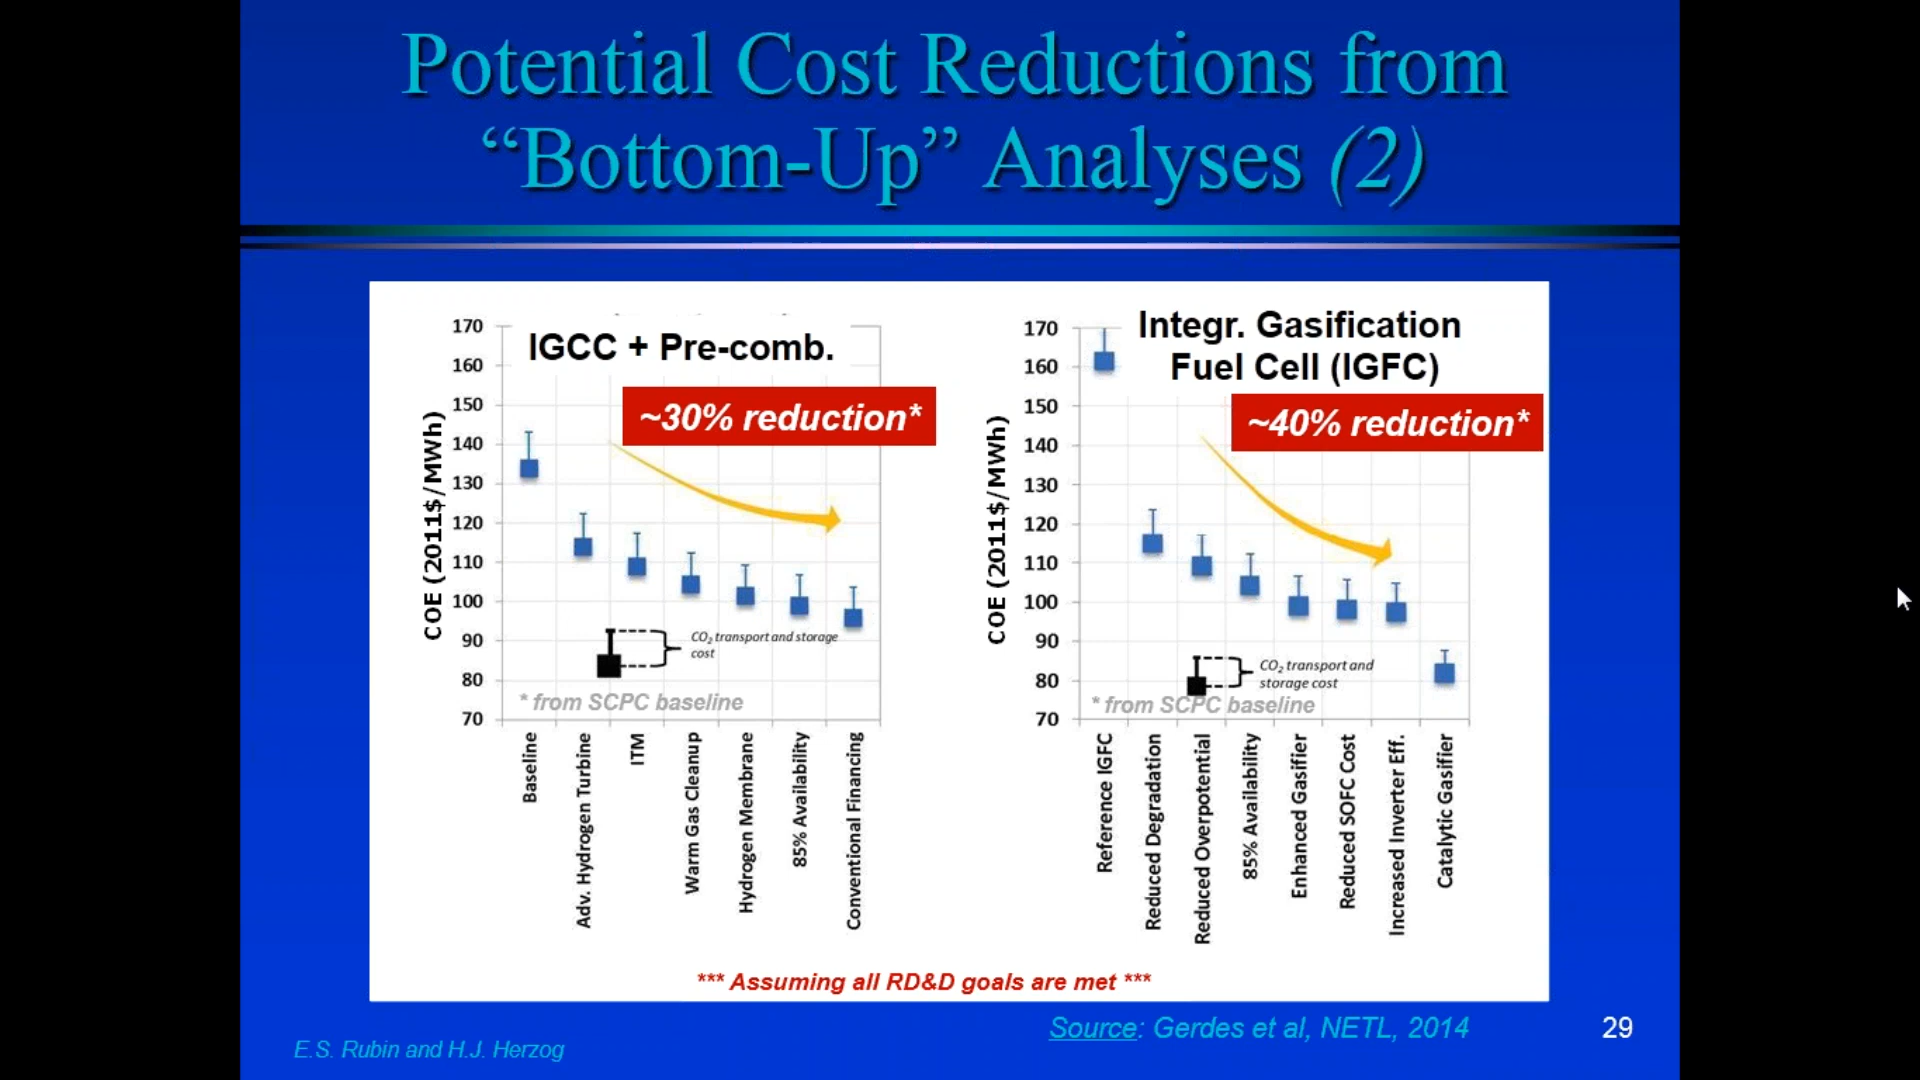 Potential Cost Reductions from
“Bottom-Up” Analyses (2)
IGCC + Pre-comb.
~30% reduction*
COE (2011$/MWh)
170
160
150
140
130
120
110
100
90
80
70
CO2 transport and storage
cost
* from SCPC baseline
Baseline
Adv. Hydrogen Turbine
ITM
Warm Gas Cleanup
Hydrogen Membrane
85% Availability
Conventional Financing
Integr. Gasification
Fuel Cell (IGFC)
~40% reduction*
COE (2011$/MWh)
170
160
150
140
130
120
110
100
90
80
70
CO2 transport and
storage cost
* from SCPC baseline
Reference IGFC
Reduced Degradation
Reduced Overpotential
85% Availability
Enhanced Gasifier
Reduced SOFC Cost
Increased Inverter Eff.
Catalytic Gasifier
*** Assuming all RD&D goals are met ***
Source: Gerdes et al, NETL, 2014
29
E.S. Rubin and H.J. Herzog